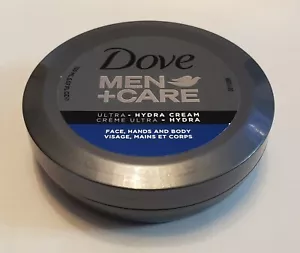 Dove
MEN
+CARE
ULTRA - HYDRA CREAM
CRÈME ULTRA - HYDRA
FACE, HANDS AND BODY
VISAGE, MAINS ET CORPS